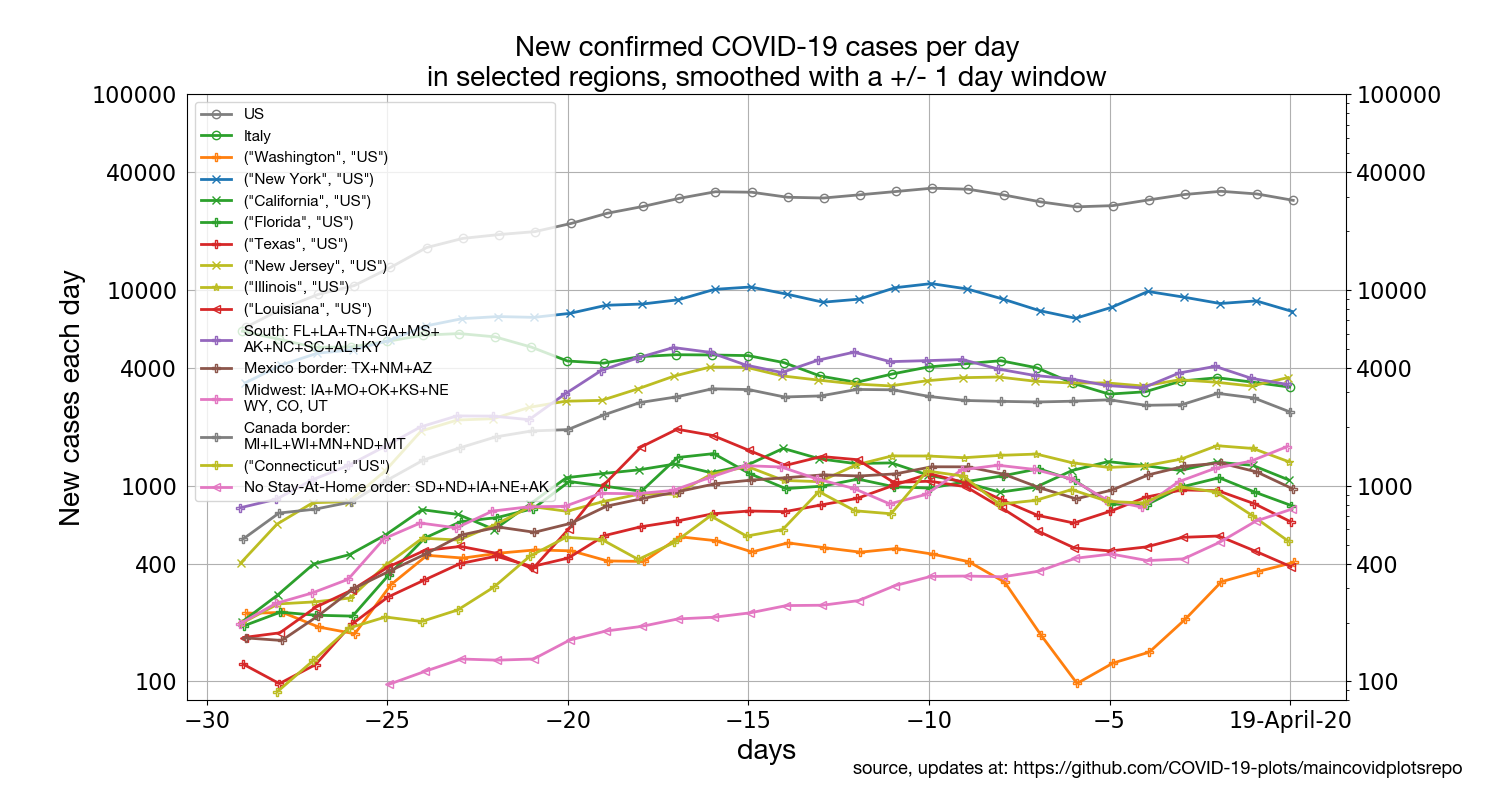 New confirmed COVID-19 cases per day
in selected regions, smoothed with a +/- 1 day window
100000
40000
10000
4000
1000
400
100
New cases each day
US
Italy
("Washington", "US")
("New York", "US")
("California", "US")
("Florida", "US")
("Texas", "US")
("New Jersey", "US")
("Illinois", "US")
("Louisiana", "US")
South: FL+LA+TN+GA+MS+
AK+NC+SC+AL+KY
Mexico border: TX+NM+AZ
Midwest: IA+MO+OK+KS+NE
WY, CO, UT
Canada border:
MI+IL+WI+MN+ND+MT
("Connecticut", "US")
No Stay-At-Home order: SD+ND+IA+NE+AK
100000
40000
10000
4000
1000
400
100
−30
−25
−20
−15
−10
−5
19-April-20
days
source, updates at: https://github.com/COVID-19-plots/maincovidplotsrepo